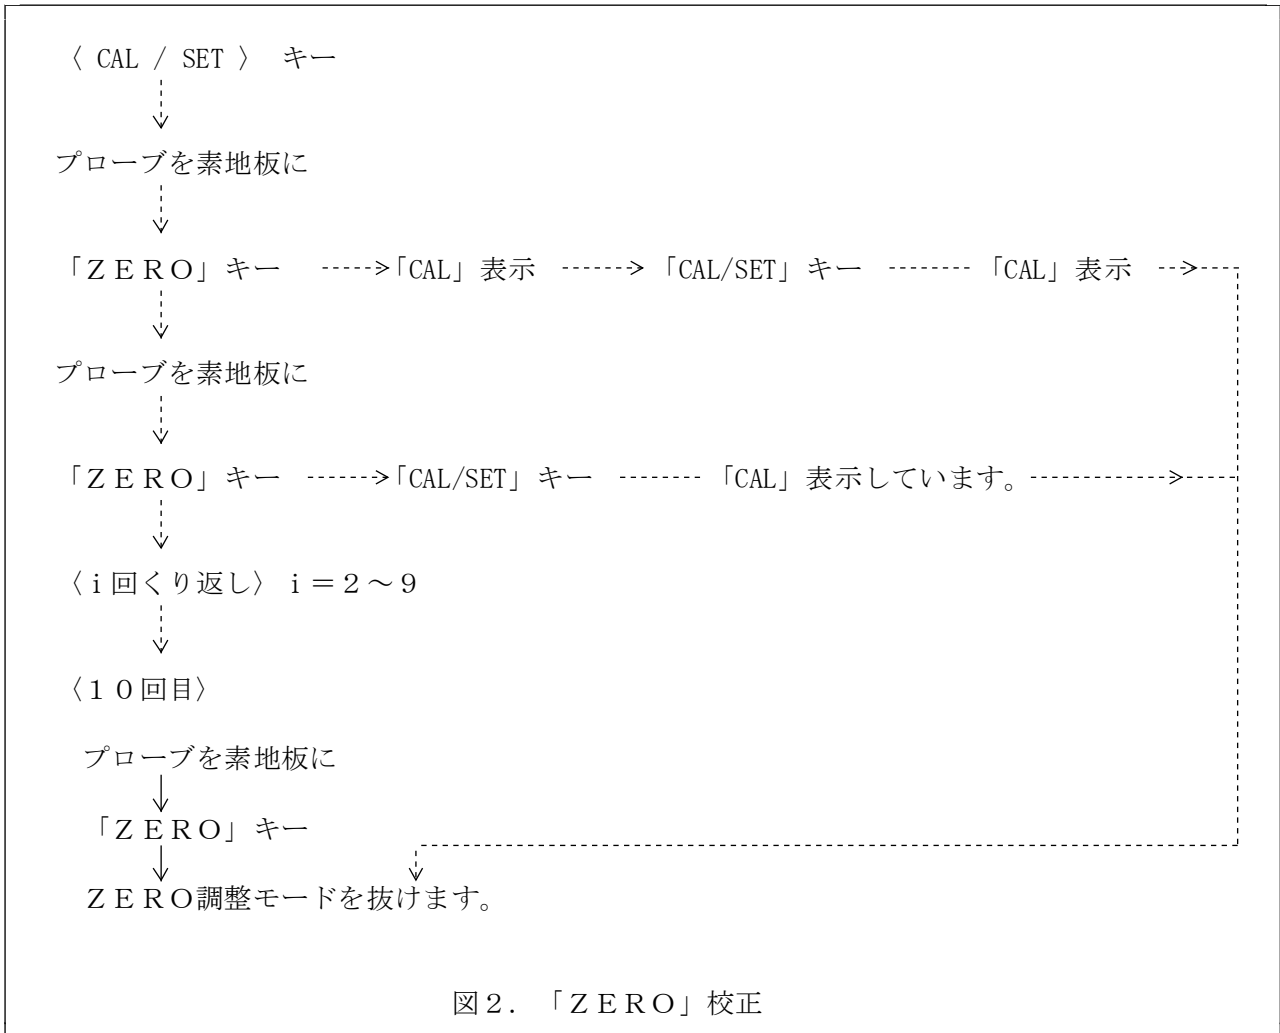 〈 CAL / SET 〉 キー
プローブを素地板に
「ＺＥＲＯ」キー 「CAL」表示 「CAL/SET」キー 「CAL」表示
プローブを素地板に
「ＺＥＲＯ」キー 「CAL/SET」キー 「CAL」表示しています。
〈ｉ回くり返し〉ｉ＝２～９
〈１０回目〉
プローブを素地板に
「ＺＥＲＯ」キー
ＺＥＲＯ調整モードを抜けます。
図２．「ＺＥＲＯ」校正